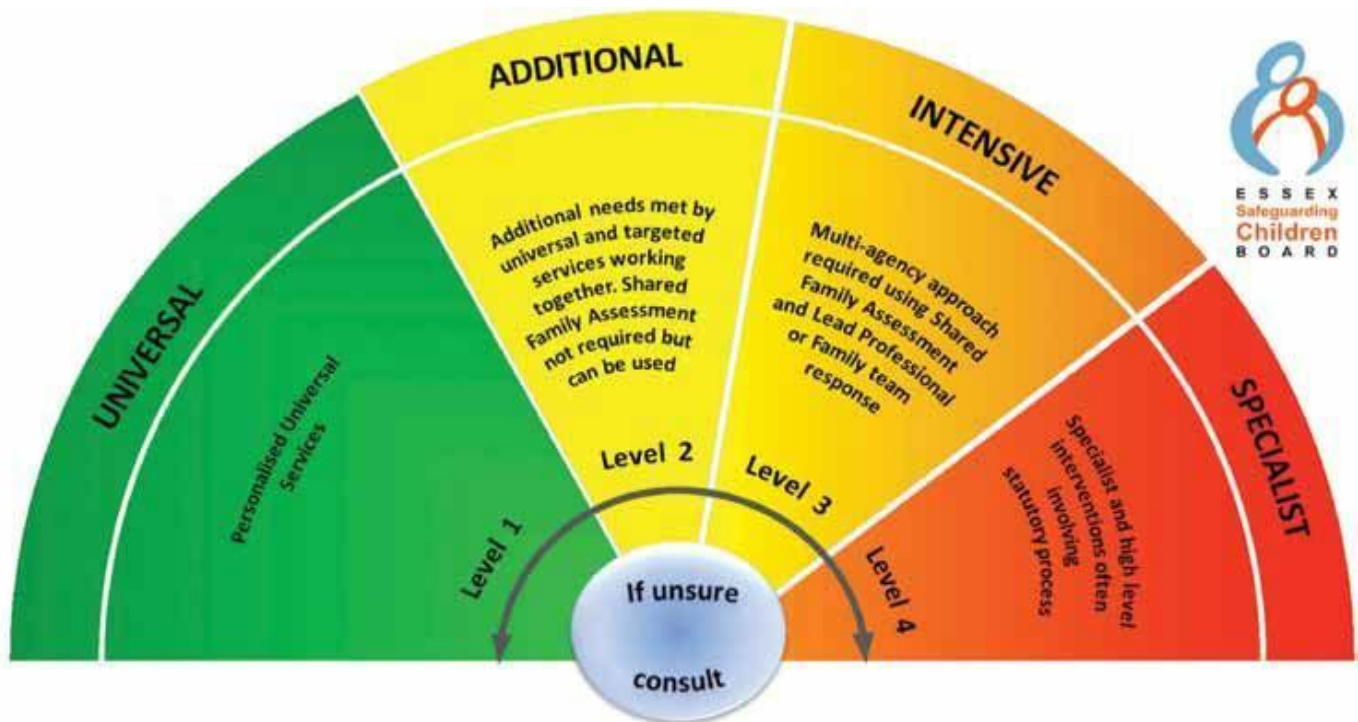 UNIVERSAL
Personalised Universal
Services
Level 1
ADDITIONAL
Additional needs met by
universal and targeted
services working
together. Shared
Family Assessment
not required but
can be used
Level 2
INTENSIVE
Multi-agency approach
required using Shared
Family Assessment
and Lead Professional
or Family team
response
Level 3
SPECIALIST
Specialist and high level
interventions often
involving
statutory process
Level 4
If unsure
consult
ESSEX
Safeguarding
Children
BOARD